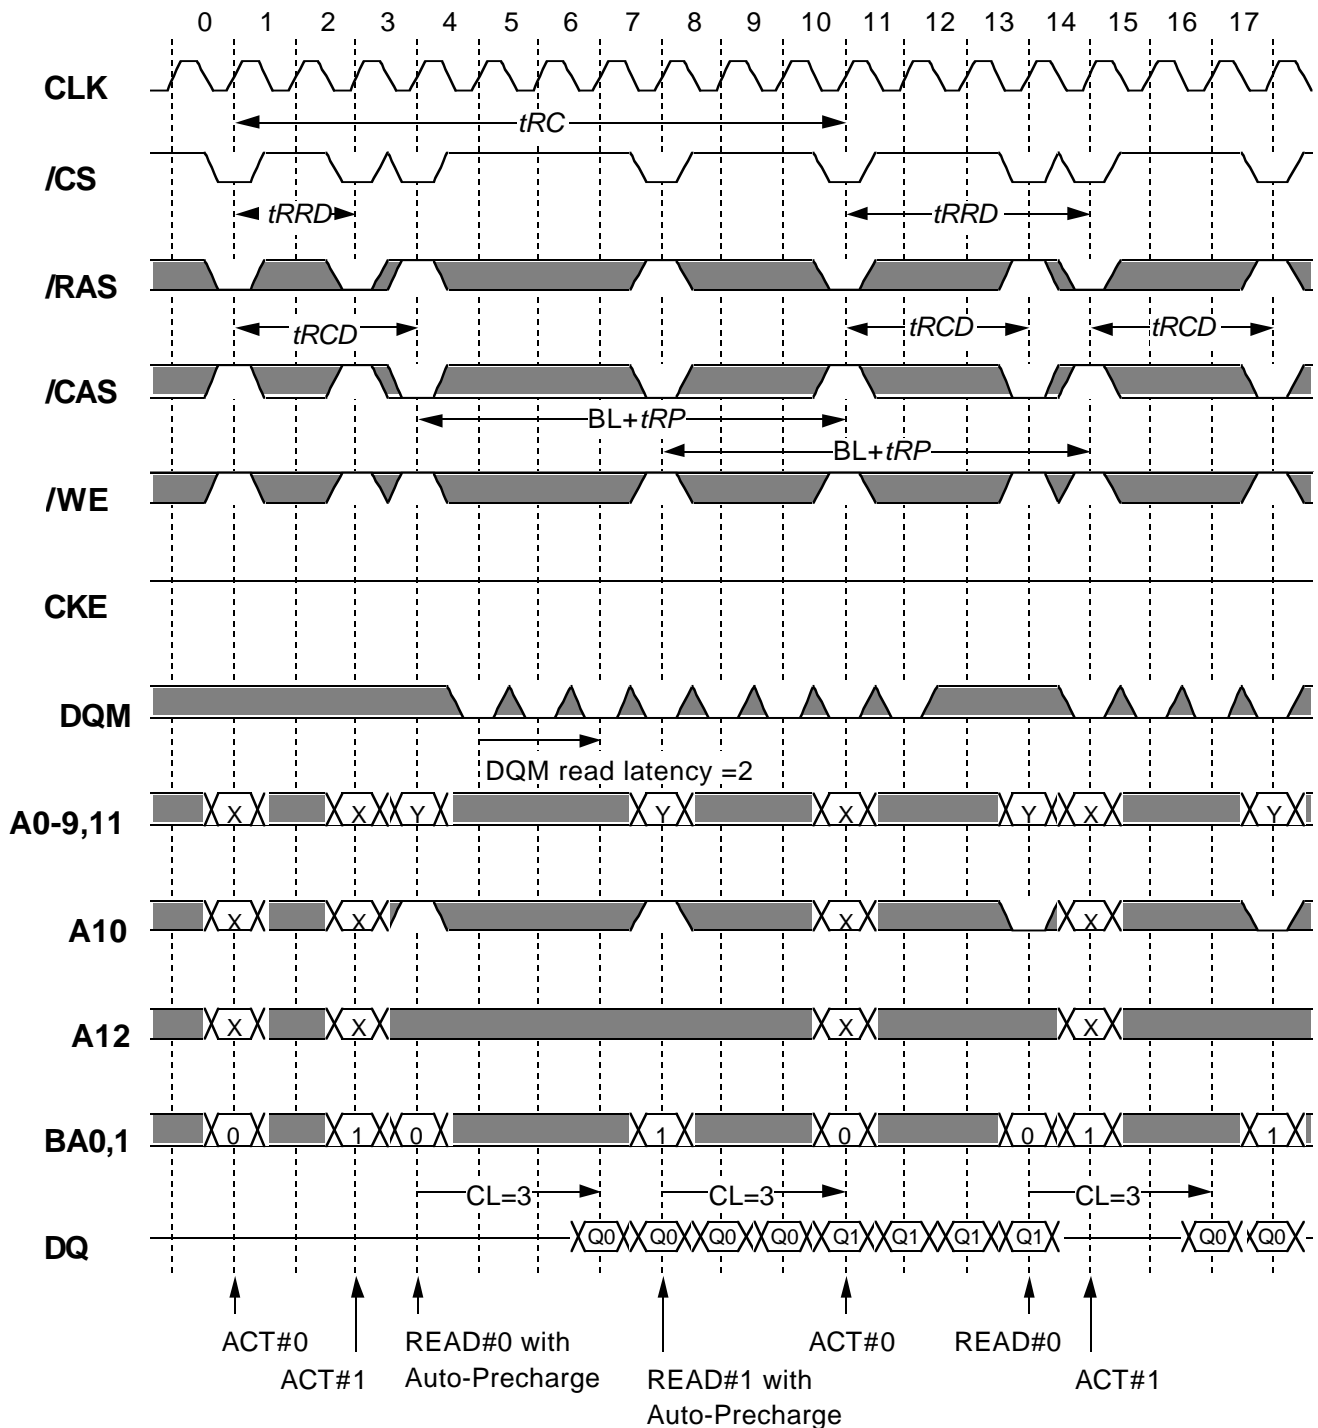 0 1 2 3 4 5 6 7 8 9 10 11 12 13 14 15 16 17
CLK
tRC
/CS
tRRD tRRD
/RAS
tRCD tRCD tRCD
/CAS
BL+tRP
BL+tRP
/WE
CKE
DQM
DQM read latency =2
A0-9,11 X X Y Y X Y X Y
A10 X X X X
A12 X X X X
BA0,1 0 1 0 1 0 0 1 1
CL=3 CL=3 CL=3
DQ Q0 Q0 Q0 Q0 Q1 Q1 Q1 Q1 Q0 Q0
ACT#0 READ#0 with ACT#0 READ#0
ACT#1 Auto-Precharge READ#1 with ACT#1
Auto-Precharge